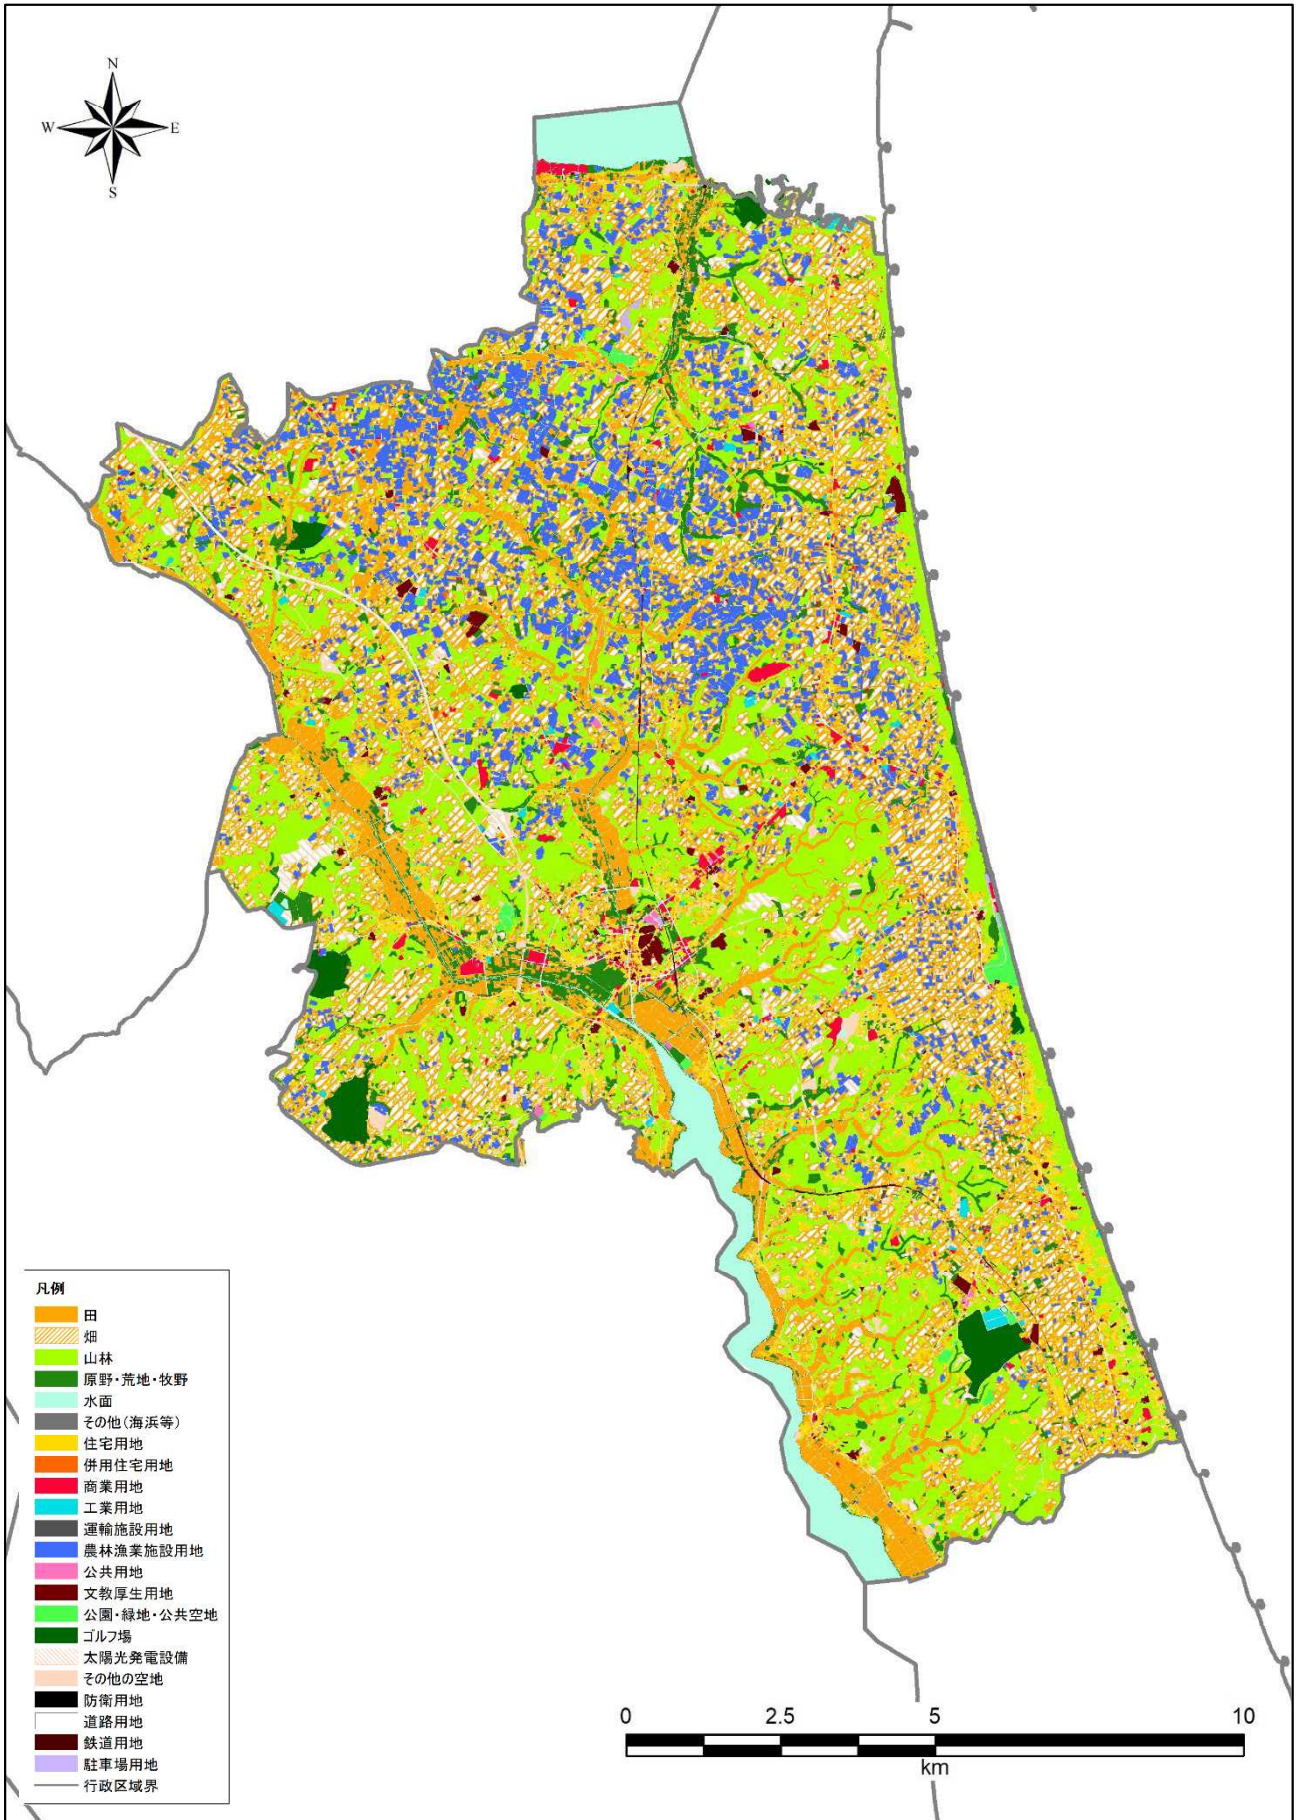 N
W
E
S
凡例
田
畑
山林
原野・荒地・牧野
水面
その他(海浜等)
住宅用地
併用住宅用地
商業用地
工業用地
運輸施設用地
農林漁業施設用地
公共用地
文教厚生用地
公園・緑地・公共空地
ゴルフ場
太陽光発電設備
その他の空地
防衛用地
道路用地
鉄道用地
駐車場用地
行政区域界
0 2.5 5 10
km